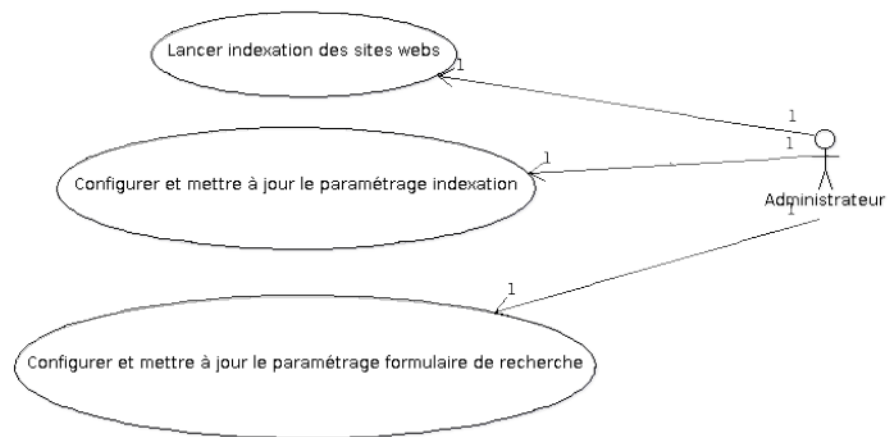 Lancer indexation des sites webs
1
1
1
1
Configurer et mettre à jour le paramétrage indexation
Administrateur
1
1
Configurer et mettre à jour le paramétrage formulaire de recherche